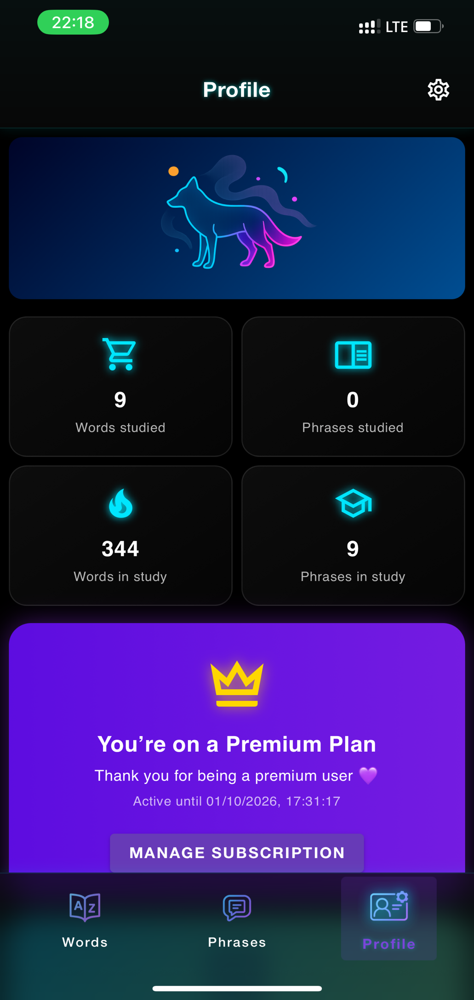 22:18
LTE
Profile
9
0
Words studied
Phrases studied
344
9
Words in study
Phrases in study
You’re on a Premium Plan
Thank you for being a premium user 💜
Active until 01/10/2026, 17:31:17
MANAGE SUBSCRIPTION
A Z
Words
Phrases
Profile